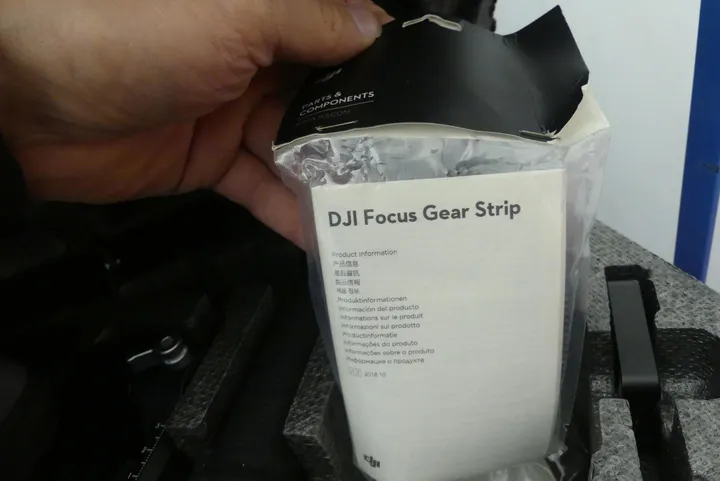 PARTS &
COMPONENTS
DJI Focus Gear Strip
Product Information
产品信息
產品資訊
製品情報
제품 정보
Produktinformationen
Información del producto
Informations sur le produit
Informazioni sul prodotto
Productinformatie
Informações do produto
Informações sobre o produto
Информация о продукте
2018.10
dji